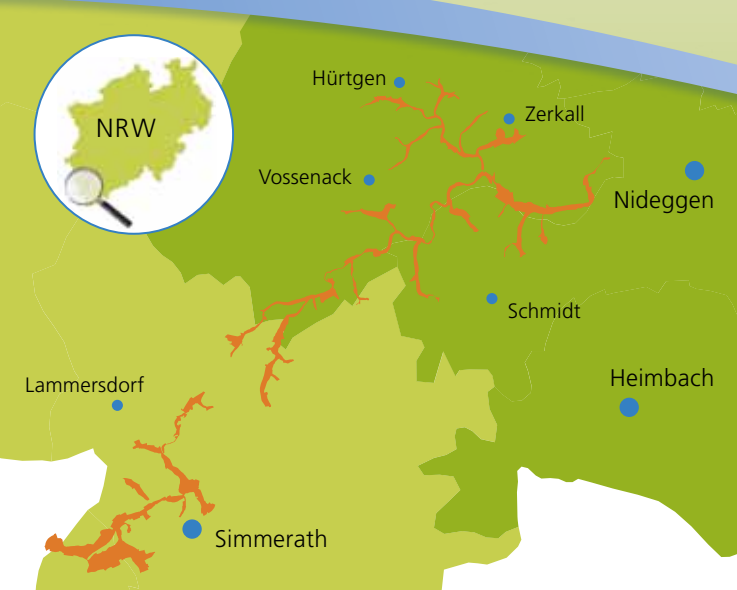 Hürtgen
NRW
Zerkall
Vossenack
Nideggen
Schmidt
Heimbach
Lammersdorf
Simmerath